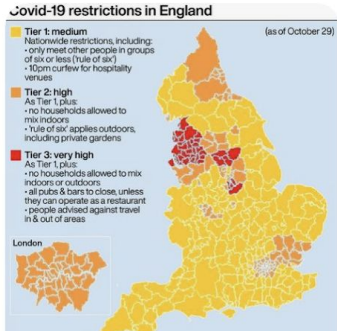 Covid-19 restrictions in England
(as of October 29)
Tier 1: medium
Nationwide restrictions, including:
• only meet other people in groups
of six or less ('rule of six')
• 10pm curfew for hospitality
venues
Tier 2: high
As Tier 1, plus:
• no households allowed to
mix indoors
• 'rule of six' applies outdoors,
including private gardens
Tier 3: very high
As Tier 1, plus:
• no households allowed to mix
indoors or outdoors
• all pubs & bars to close, unless
they can operate as a restaurant
• people advised against travel
in & out of areas
London